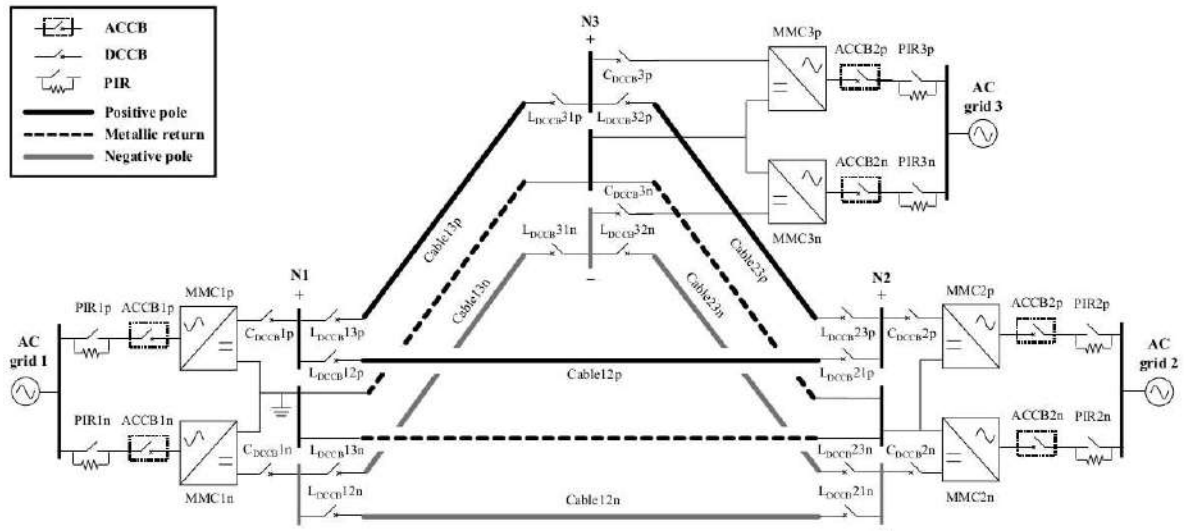 ACCB
DCCB
PIR
Positive pole
Metallic return
Negative pole
N3
+
MMC3p
ACCB2p
PIR3p
C_DCCB3p
L_DCCB31p
L_DCCB32p
AC
grid 3
ACCB2n
PIR3n
C_DCCB3n
MMC3n
L_DCCB31n
L_DCCB32n
Cable13p
Cable23p
Cable13n
Cable23n
−
N1
+
N2
+
MMC1p
PIR1p
ACCB1p
C_DCCB1p
L_DCCB13p
L_DCCB23p
C_DCCB2p
MMC2p
ACCB2p
PIR2p
AC
grid 1
AC
grid 2
L_DCCB12p
Cable12p
L_DCCB21p
PIR1n
ACCB1n
C_DCCB1n
L_DCCB13n
L_DCCB23n
C_DCCB2n
ACCB2n
PIR2n
MMC1n
L_DCCB12n
Cable12n
L_DCCB21n
MMC2n
−
−